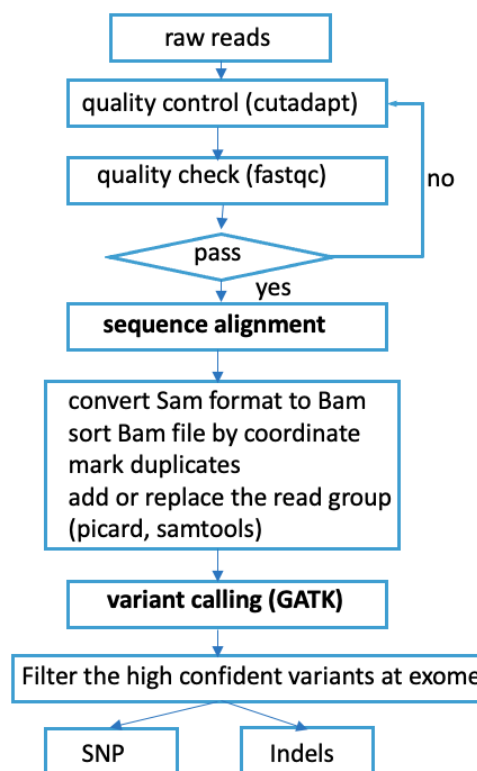 raw reads
quality control (cutadapt)
quality check (fastqc)
no
pass
yes
sequence alignment
convert Sam format to Bam
sort Bam file by coordinate
mark duplicates
add or replace the read group
(picard, samtools)
variant calling (GATK)
Filter the high confident variants at exome
SNP
Indels